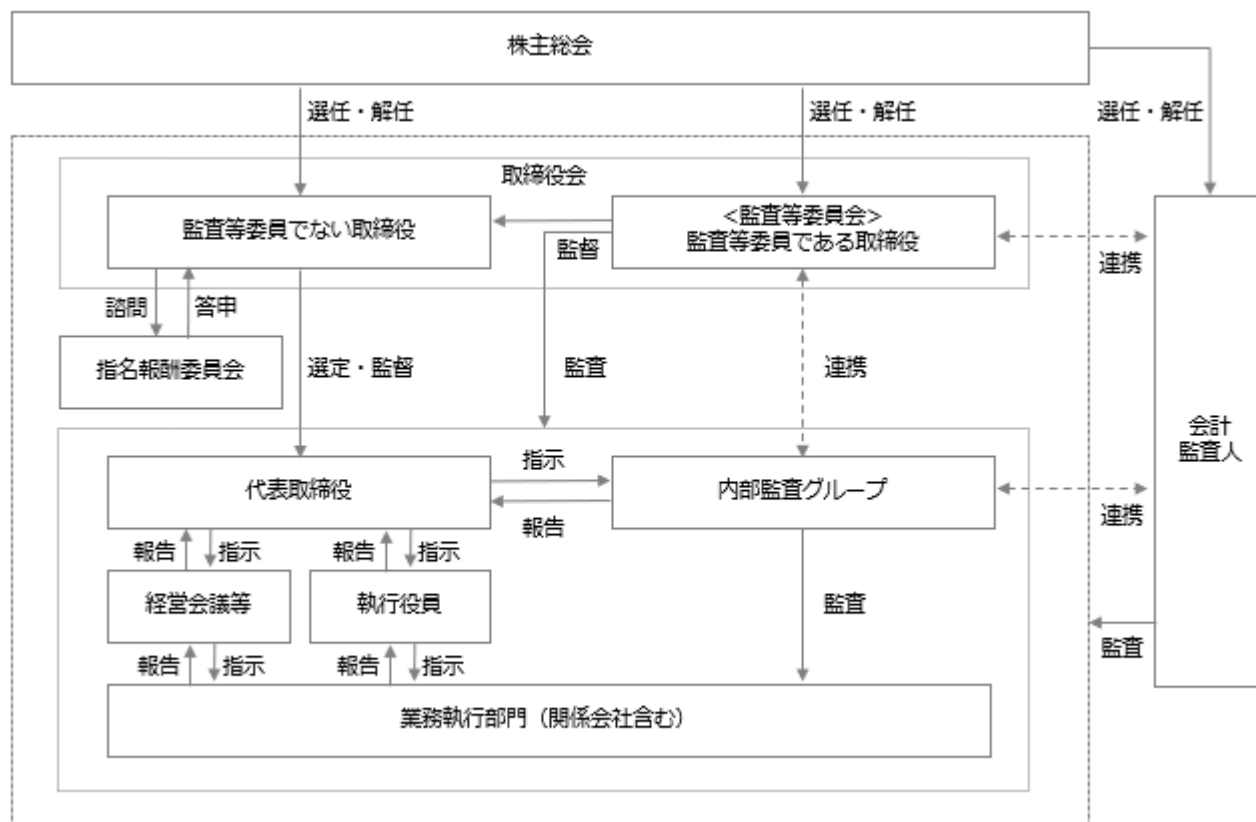 株主総会
選任・解任
選任・解任
選任・解任
取締役会
監査等委員でない取締役
<監査等委員会>
監査等委員である取締役
監督
連携
諮問
答申
指名報酬委員会
選定・監督
監査
連携
会計
監査人
代表取締役
指示
報告
内部監査グループ
連携
報告
指示
報告
指示
経営会議等
執行役員
監査
監査
報告
指示
報告
指示
業務執行部門（関係会社含む）